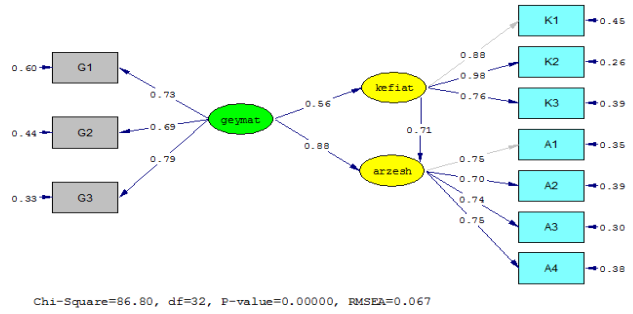 K1
0.45
0.88
0.60
G1
K2
0.26
0.98
kefiat
0.73
0.76
K3
0.39
0.56
geymat
0.44
G2
0.69
0.71
A1
0.35
0.88
0.75
0.79
arzesh
0.70
A2
0.39
0.33
G3
0.74
A3
0.30
0.75
A4
0.38
Chi-Square=86.80, df=32, P-value=0.00000, RMSEA=0.067